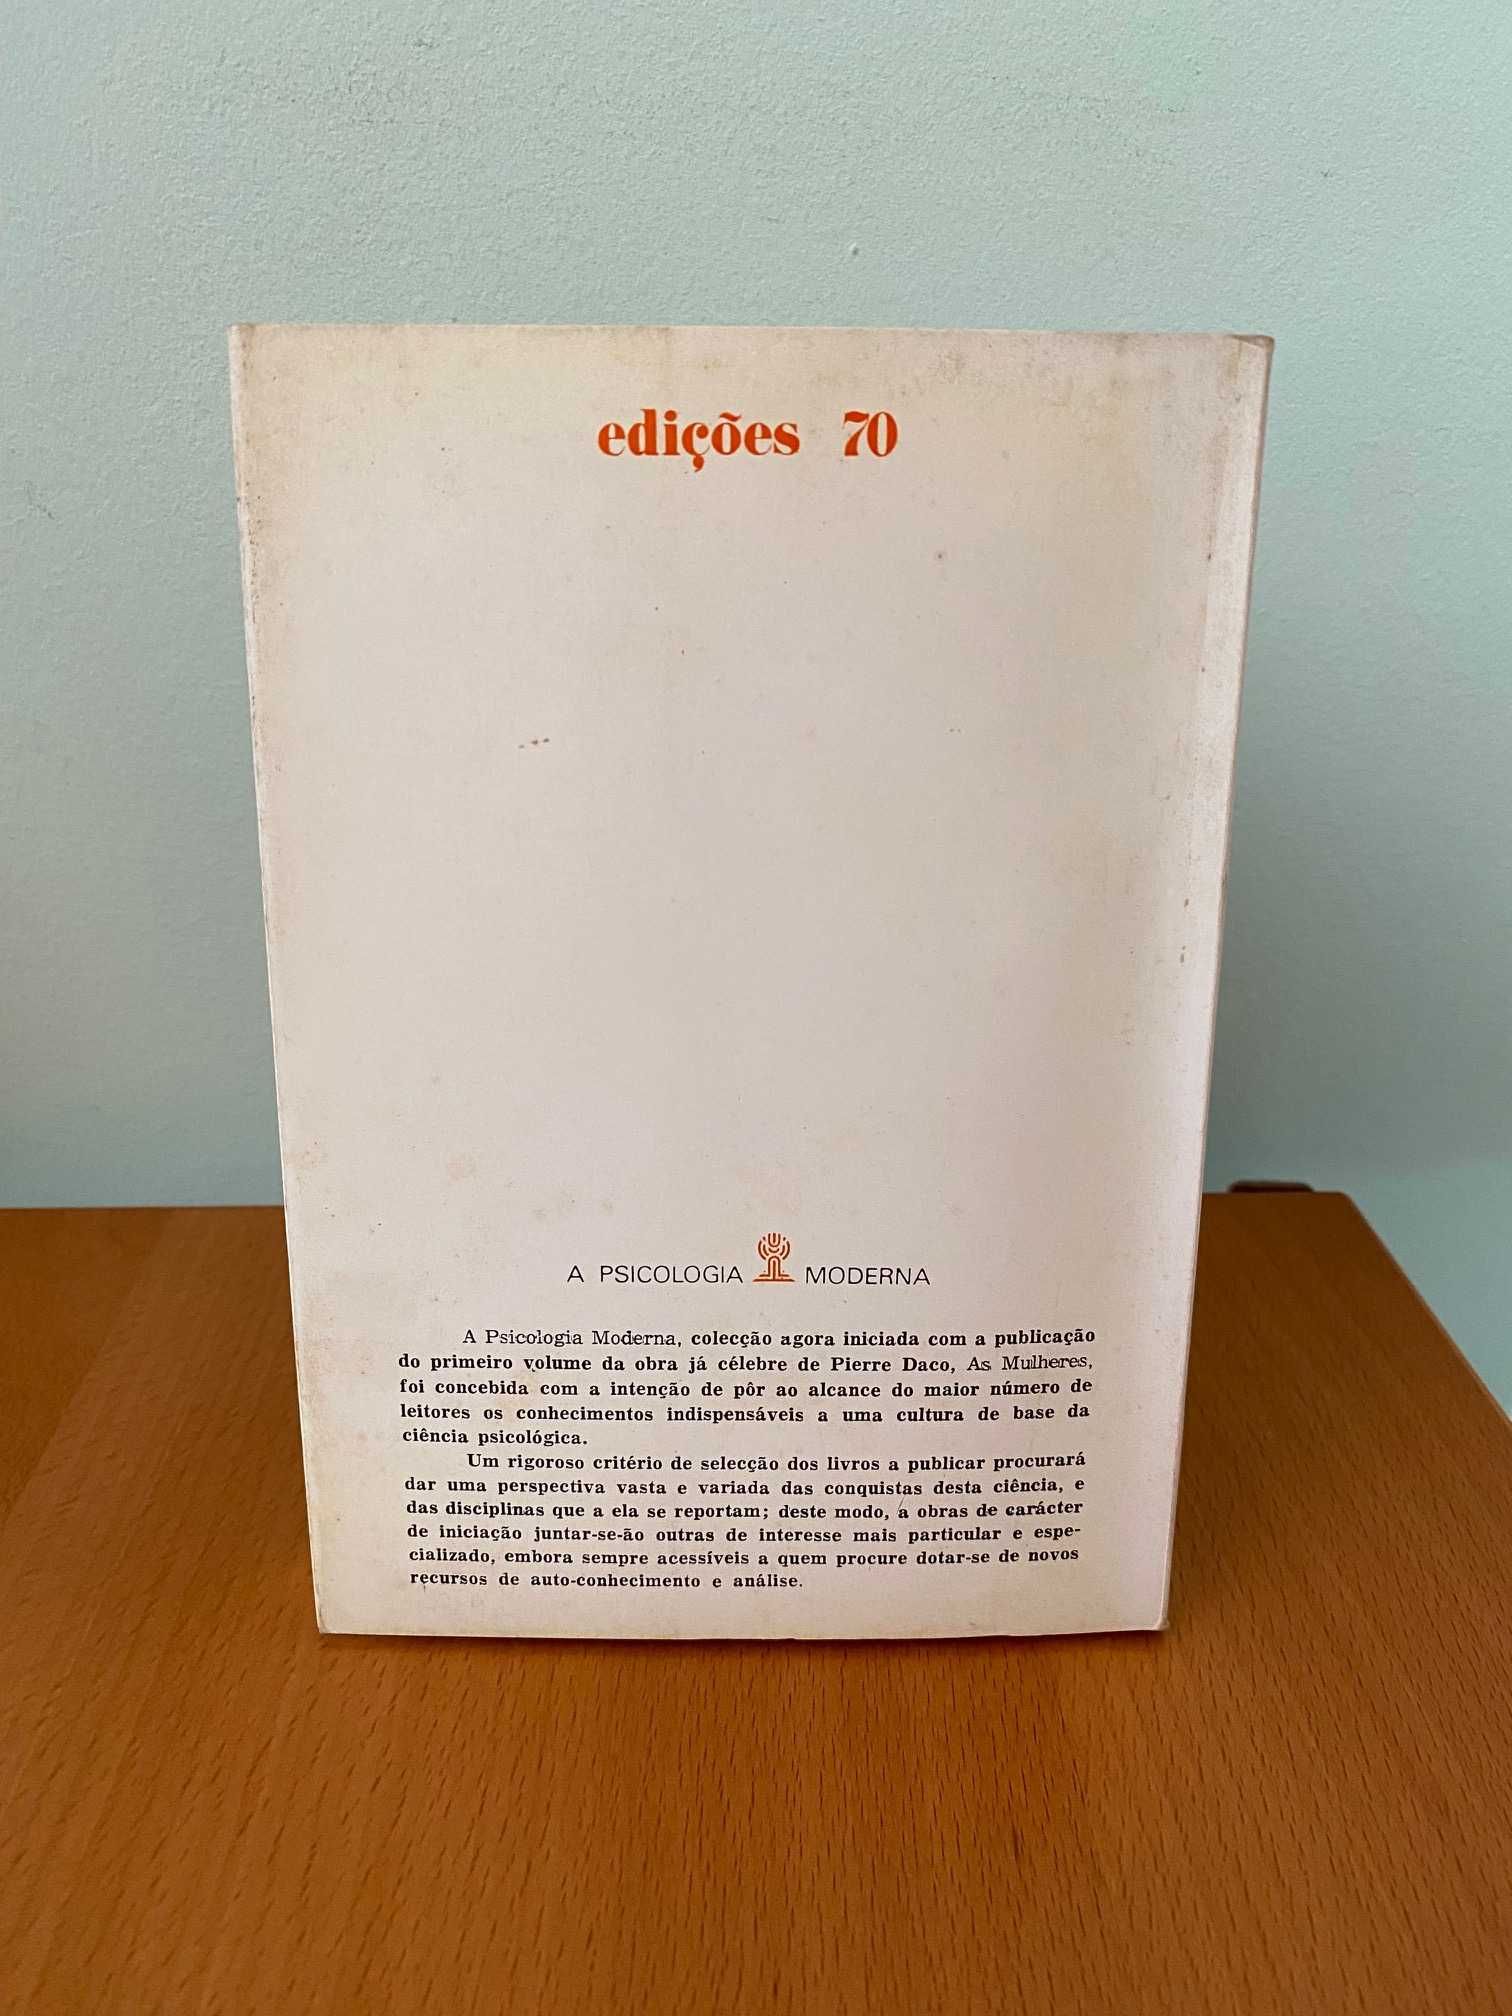 edições 70
A PSICOLOGIA MODERNA
A Psicologia Moderna, colecção agora iniciada com a publicação
do primeiro volume da obra já célebre de Pierre Daco, As Mulheres,
foi concebida com a intenção de pôr ao alcance do maior número de
leitores os conhecimentos indispensáveis a uma cultura de base da
ciência psicológica.
Um rigoroso critério de selecção dos livros a publicar procurará
dar uma perspectiva vasta e variada das conquistas desta ciência, e
das disciplinas que a ela se reportam; deste modo, a obras de carácter
de iniciação juntar-se-ão outras de interesse mais particular e espe-
cializado, embora sempre acessíveis a quem procure dotar-se de novos
recursos de auto-conhecimento e análise.